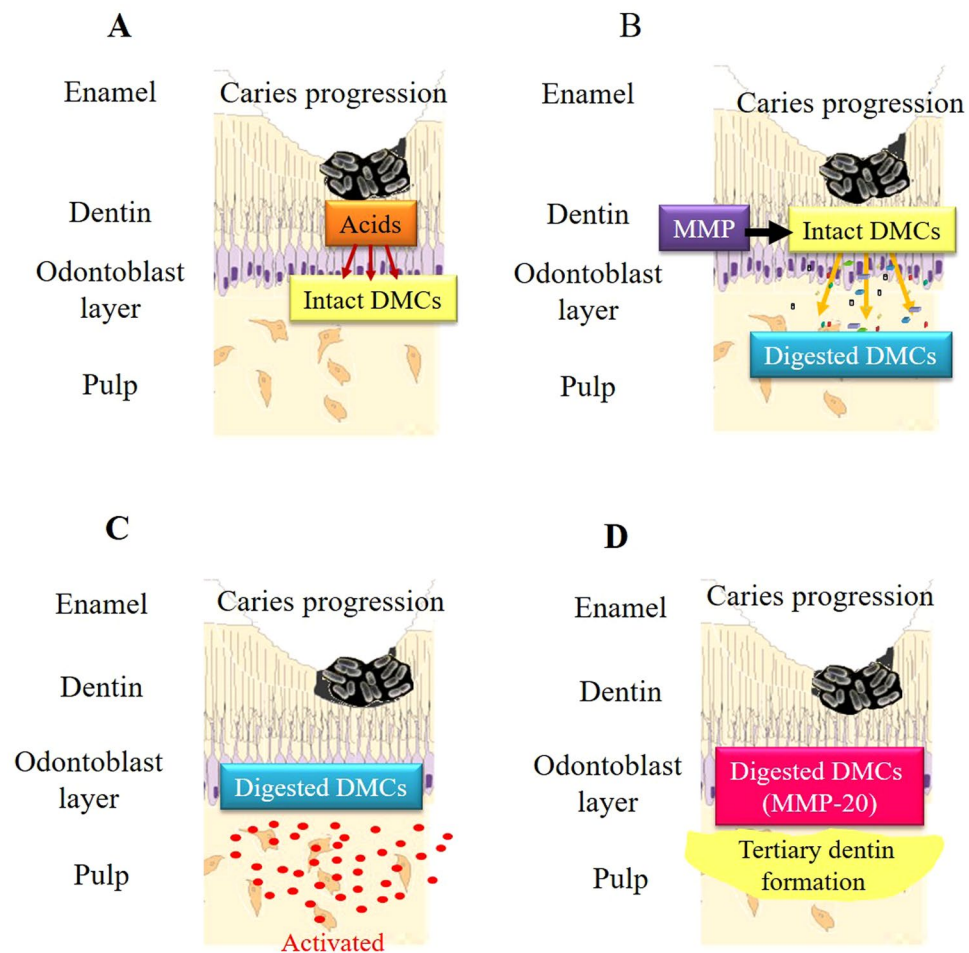 A
Enamel
Caries progression
Dentin
Acids
Odontoblast
layer
Intact DMCs
Pulp
B
Enamel
Caries progression
Dentin
MMP
Intact DMCs
Odontoblast
layer
Digested DMCs
Pulp
C
Enamel
Caries progression
Dentin
Odontoblast
layer
Digested DMCs
Pulp
Activated
D
Enamel
Caries progression
Dentin
Odontoblast
layer
Digested DMCs
(MMP-20)
Tertiary dentin
formation
Pulp